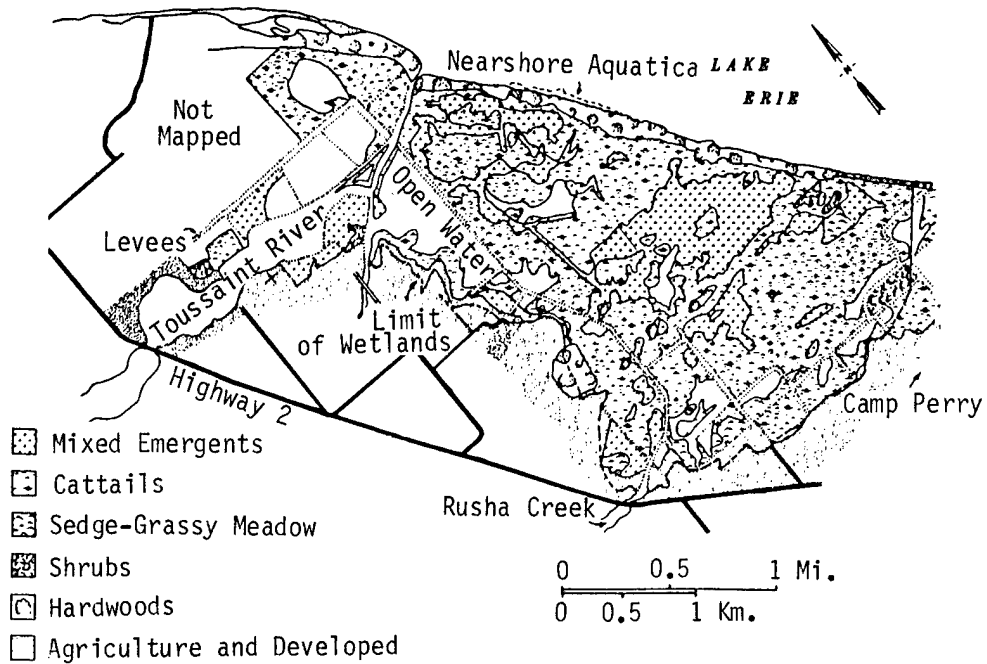 Nearshore Aquatica
LAKE
ERIE
Not
Mapped
Open Water
Levees
Toussaint River
Limit
of Wetlands
Highway 2
Camp Perry
Rusha Creek
Mixed Emergents
Cattails
Sedge-Grassy Meadow
Shrubs
Hardwoods
Agriculture and Developed
0 0.5 1 Mi.
0 0.5 1 Km.